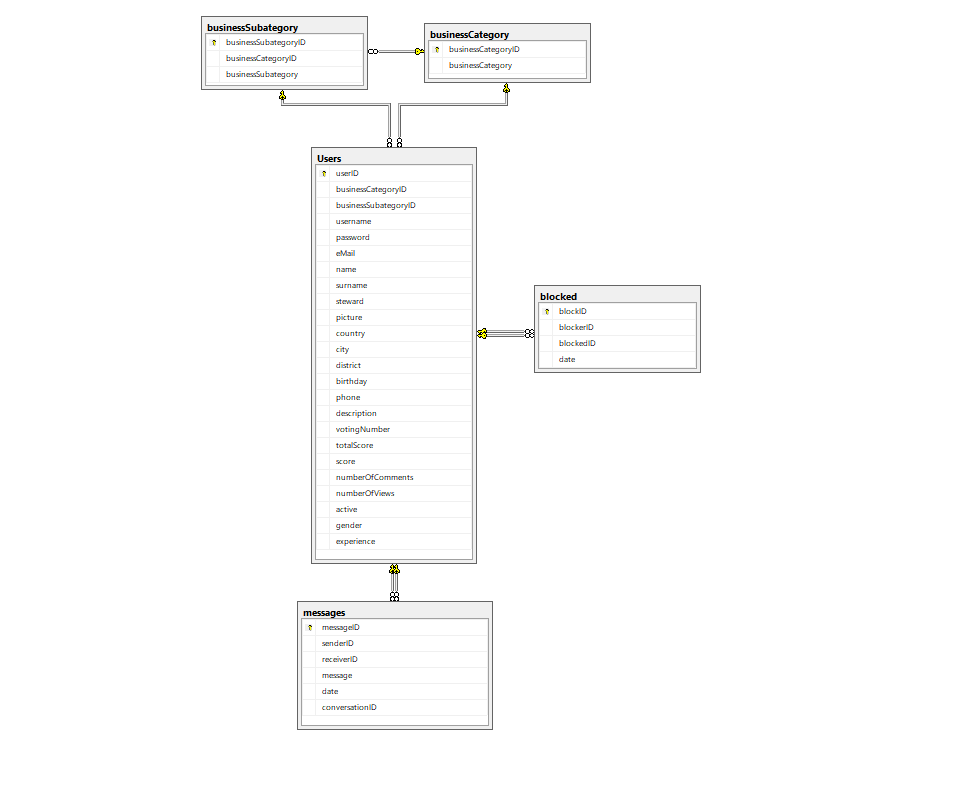 businessSubategory
businessSubategoryID
businessCategoryID
businessSubategory
businessCategory
businessCategoryID
businessCategory
Users
userID
businessCategoryID
businessSubategoryID
username
password
eMail
name
surname
steward
picture
country
city
district
birthday
phone
description
votingNumber
totalScore
score
numberOfComments
numberOfViews
active
gender
experience
blocked
blockID
blockerID
blockedID
date
messages
messageID
senderID
receiverID
message
date
conversationID